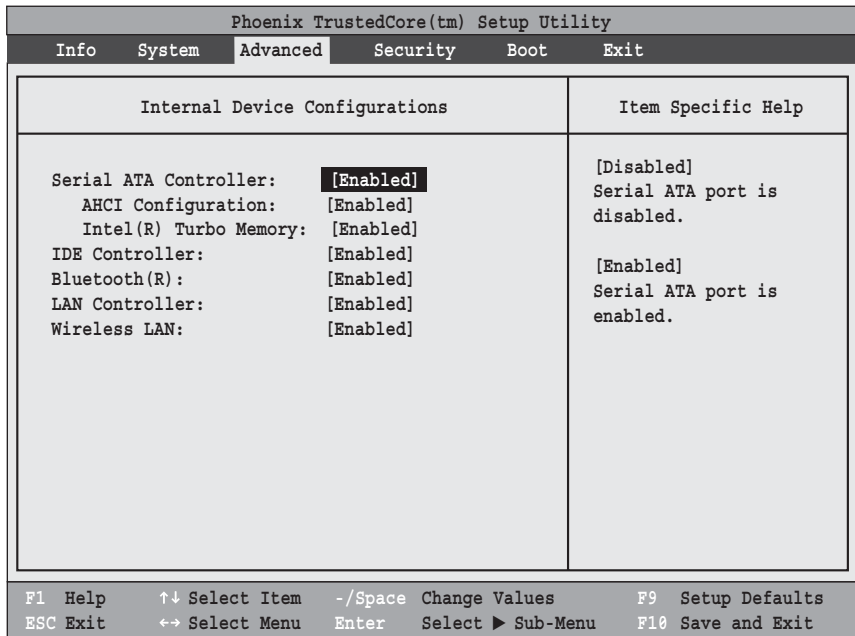 Phoenix TrustedCore(tm) Setup Utility
Info System Advanced Security Boot Exit
Internal Device Configurations
Serial ATA Controller: [Enabled]
AHCI Configuration: [Enabled]
Intel(R) Turbo Memory: [Enabled]
IDE Controller: [Enabled]
Bluetooth(R): [Enabled]
LAN Controller: [Enabled]
Wireless LAN: [Enabled]
Item Specific Help
[Disabled]
Serial ATA port is
disabled.
[Enabled]
Serial ATA port is
enabled.
F1 Help ↑↓ Select Item -/Space Change Values F9 Setup Defaults
ESC Exit ←→ Select Menu Enter Select ▶ Sub-Menu F10 Save and Exit